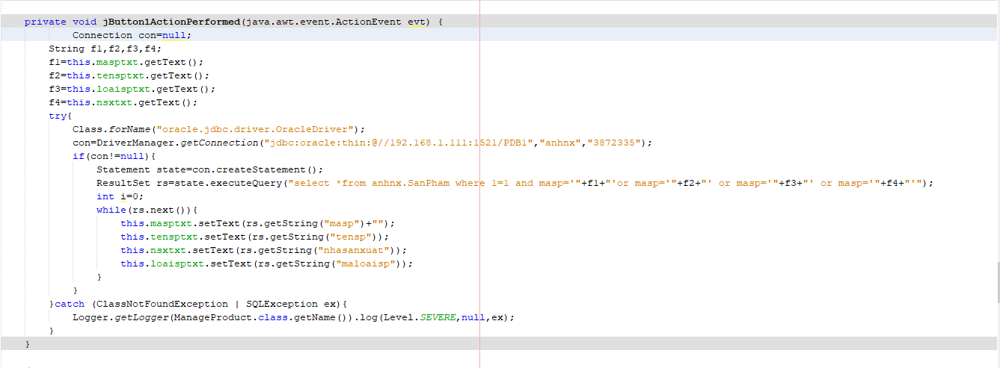 private void jButton1ActionPerformed(java.awt.event.ActionEvent evt) {
Connection con=null;
String f1,f2,f3,f4;
f1=this.masptxt.getText();
f2=this.tensptxt.getText();
f3=this.loaisptxt.getText();
f4=this.nsxtxt.getText();
try{
Class.forName("oracle.jdbc.driver.OracleDriver");
con=DriverManager.getConnection("jdbc:oracle:thin:@//192.168.1.111:1521/PDB1","anhnx","3872335");
if(con!=null){
Statement state=con.createStatement();
ResultSet rs=state.executeQuery("select *from anhnx.SanPham where 1=1 and masp='"+f1+"'or masp='"+f2+"' or masp='"+f3+"' or masp='"+f4+"'");
int i=0;
while(rs.next()){
this.masptxt.setText(rs.getString("masp")+"");
this.tensptxt.setText(rs.getString("tensp"));
this.nsxtxt.setText(rs.getString("nhasanxuat"));
this.loaisptxt.setText(rs.getString("maloaisp"));
}
}
}catch (ClassNotFoundException | SQLException ex){
Logger.getLogger(ManageProduct.class.getName()).log(Level.SEVERE,null,ex);
}
}